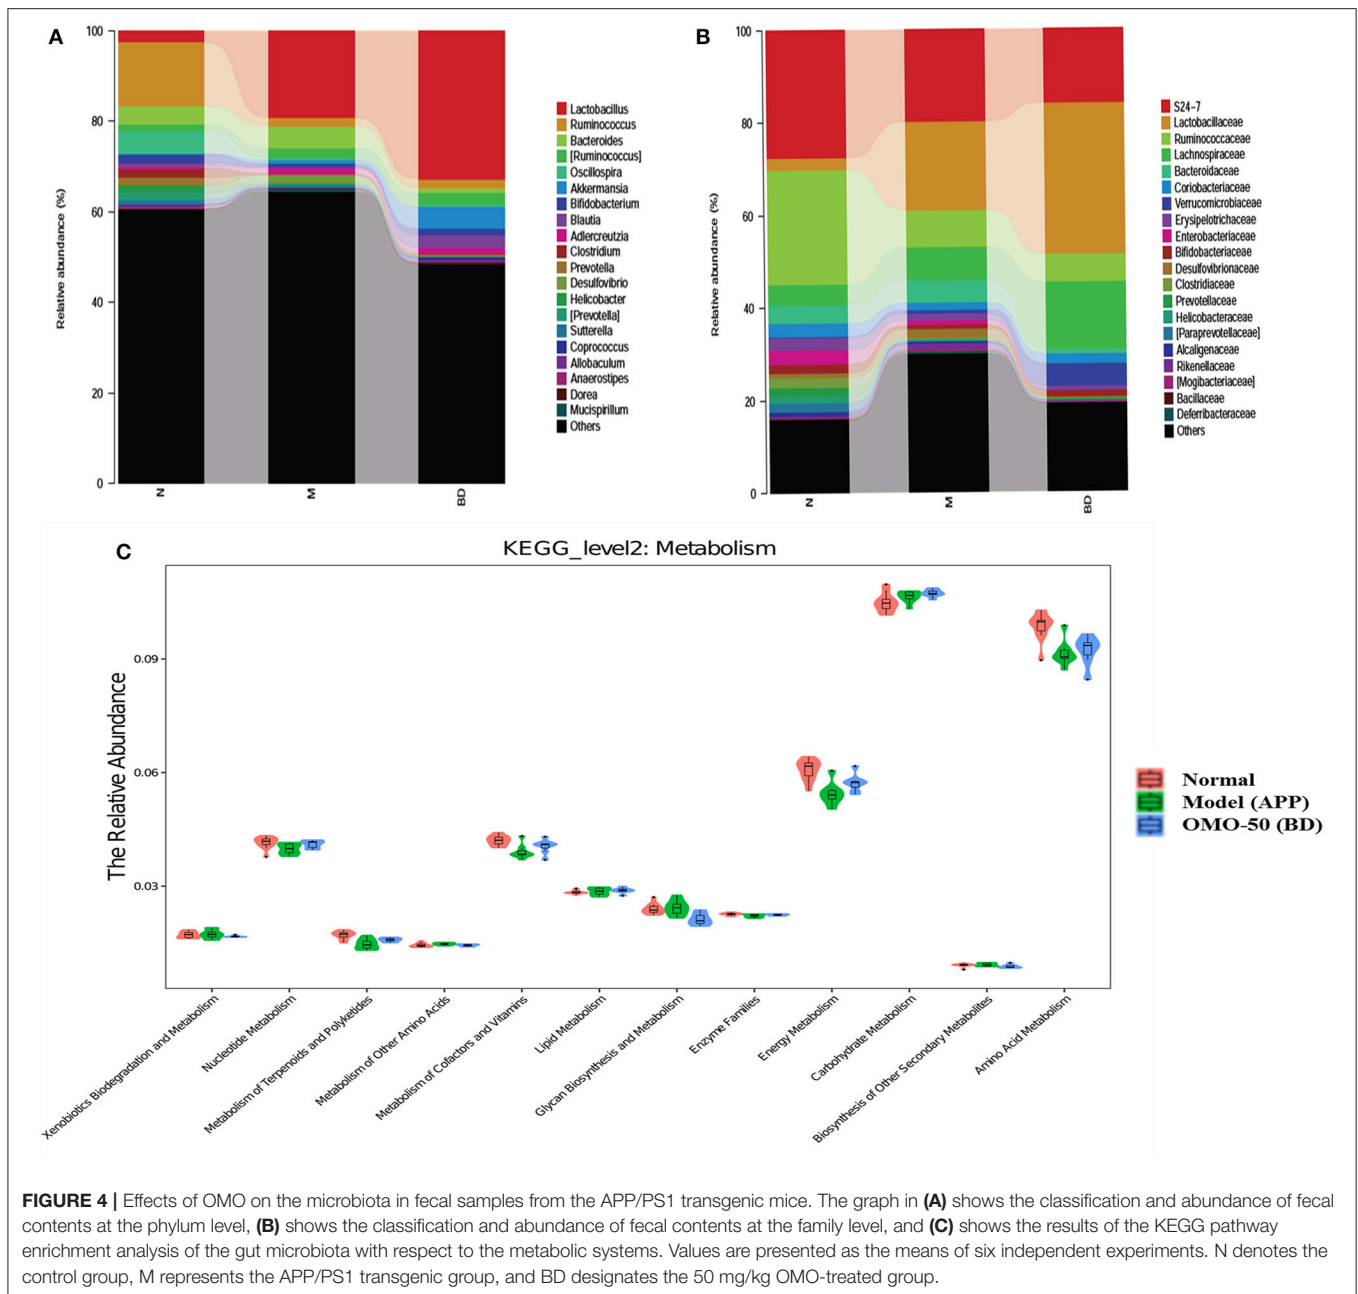 A
100
80
60
40
20
0
Relative abundance (%)
N
M
BD
Lactobacillus
Ruminococcus
Bacteroides
[Ruminococcus]
Oscillospira
Akkermansia
Bifidobacterium
Blautia
Adlercreutzia
Clostridium
Prevotella
Desulfovibrio
Helicobacter
[Prevotella]
Sutterella
Coprococcus
Allobaculum
Anaerostipes
Dorea
Mucispirillum
Others
B
100
80
60
40
20
0
Relative abundance (%)
N
M
BD
S24-7
Lactobacillaceae
Ruminococcaceae
Lachnospiraceae
Bacteroidaceae
Coriobacteriaceae
Verrucomicrobiaceae
Erysipelotrichaceae
Enterobacteriaceae
Bifidobacteriaceae
Desulfovibrionaceae
Clostridiaceae
Prevotellaceae
Helicobacteraceae
[Paraprevotellaceae]
Alcaligenaceae
Rikenellaceae
[Mogibacteriaceae]
Bacillaceae
Deferribacteraceae
Others
C
KEGG_level2: Metabolism
The Relative Abundance
0.09
0.06
0.03
Xenobiotics Biodegradation and Metabolism
Nucleotide Metabolism
Metabolism of Terpenoids and Polyketides
Metabolism of Other Amino Acids
Metabolism of Cofactors and Vitamins
Lipid Metabolism
Glycan Biosynthesis and Metabolism
Enzyme Families
Energy Metabolism
Carbohydrate Metabolism
Biosynthesis of Other Secondary Metabolites
Amino Acid Metabolism
Normal
Model (APP)
OMO-50 (BD)
FIGURE 4 | Effects of OMO on the microbiota in fecal samples from the APP/PS1 transgenic mice. The graph in (A) shows the classification and abundance of fecal
contents at the phylum level, (B) shows the classification and abundance of fecal contents at the family level, and (C) shows the results of the KEGG pathway
enrichment analysis of the gut microbiota with respect to the metabolic systems. Values are presented as the means of six independent experiments. N denotes the
control group, M represents the APP/PS1 transgenic group, and BD designates the 50 mg/kg OMO-treated group.